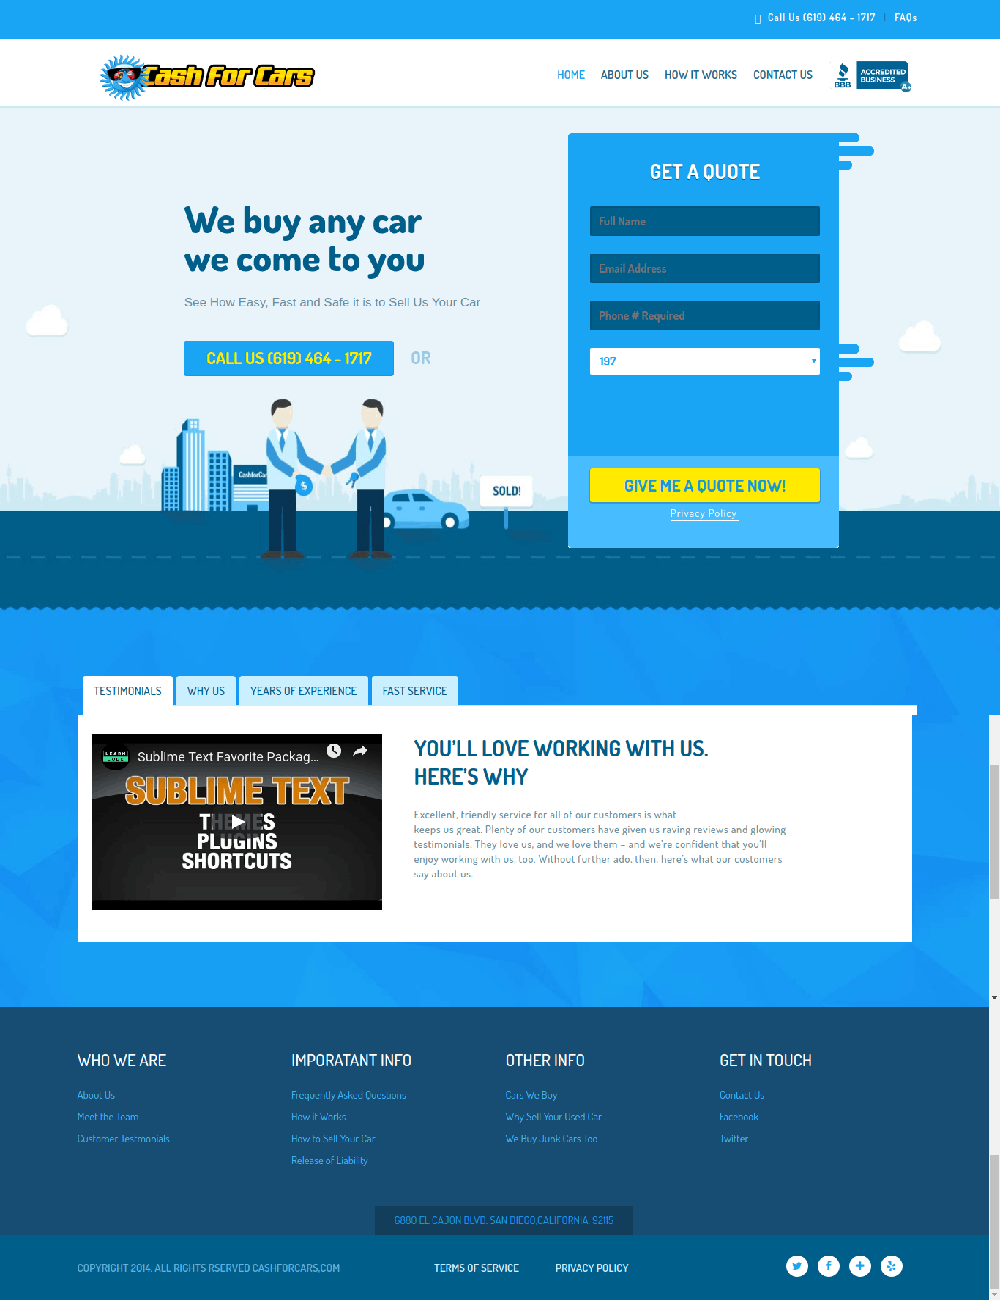 Call Us (619) 464 - 1717 | FAQs
Cash For Cars
HOME ABOUT US HOW IT WORKS CONTACT US
BBB
ACCREDITED
BUSINESS
A+
GET A QUOTE
Full Name
Email Address
Phone # Required
197
GIVE ME A QUOTE NOW!
Privacy Policy
We buy any car
we come to you
See How Easy, Fast and Safe it is to Sell Us Your Car
CALL US (619) 464 - 1717 OR
CashforCar
SOLD!
TESTIMONIALS WHY US YEARS OF EXPERIENCE FAST SERVICE
LEARN
CODE
Sublime Text Favorite Packag...
SUBLIME TEXT
THEMES
PLUGINS
SHORTCUTS
YOU'LL LOVE WORKING WITH US.
HERE'S WHY
Excellent, friendly service for all of our customers is what
keeps us great. Plenty of our customers have given us raving reviews and glowing
testimonials. They love us, and we love them – and we're confident that you'll
enjoy working with us, too. Without further ado, then, here's what our customers
say about us.
WHO WE ARE
About Us
Meet the Team
Customer Testmonials
IMPORATANT INFO
Frequently Asked Questions
How it Works
How to Sell Your Car
Release of Liability
OTHER INFO
Cars We Buy
Why Sell Your Used Car
We Buy Junk Cars Too
GET IN TOUCH
Contact Us
Facebook
Twitter
6880 EL CAJON BLVD. SAN DIEGO,CALIFORNIA, 92115
COPYRIGHT 2014. ALL RIGHTS RSERVED CASHFORCARS,COM
TERMS OF SERVICE PRIVACY POLICY